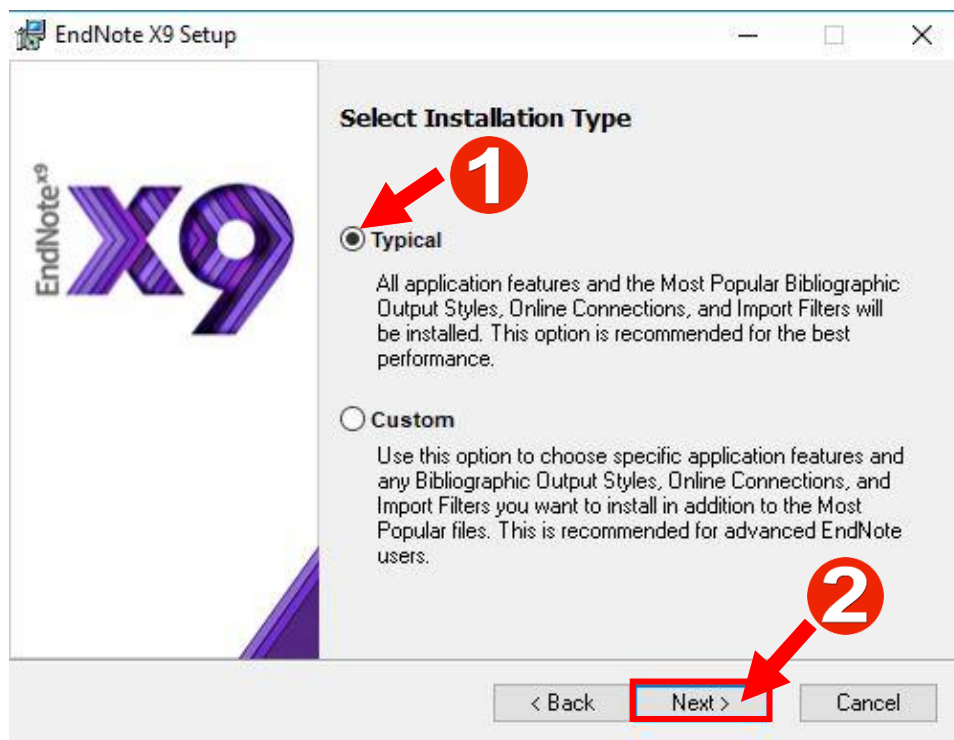 EndNote X9 Setup
EndNote X9
X9
Select Installation Type
1
Typical
All application features and the Most Popular Bibliographic
Output Styles, Online Connections, and Import Filters will
be installed. This option is recommended for the best
performance.
Custom
Use this option to choose specific application features and
any Bibliographic Output Styles, Online Connections, and
Import Filters you want to install in addition to the Most
Popular files. This is recommended for advanced EndNote
users.
2
< Back
Next >
Cancel